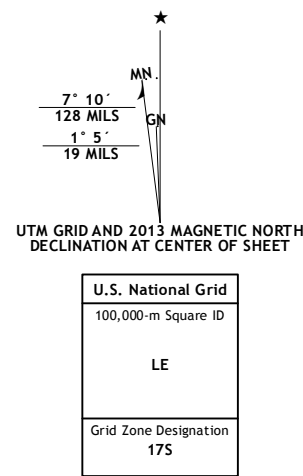 ★
MN
7° 10´
128 MILS
GN
1° 5´
19 MILS
UTM GRID AND 2013 MAGNETIC NORTH
DECLINATION AT CENTER OF SHEET
U.S. National Grid
100,000-m Square ID
LE
Grid Zone Designation
17S